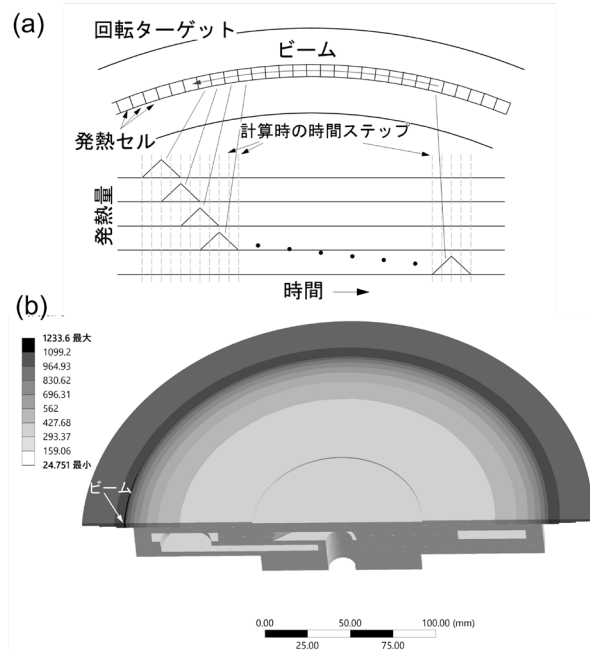 (a)
回転ターゲット
ビーム
発熱セル
計算時の時間ステップ
発熱量
時間
(b)
1233.6 最大
1099.2
964.93
830.62
696.31
562
427.68
293.37
159.06
24.751 最小
ビーム
0.00 50.00 100.00 (mm)
25.00 75.00